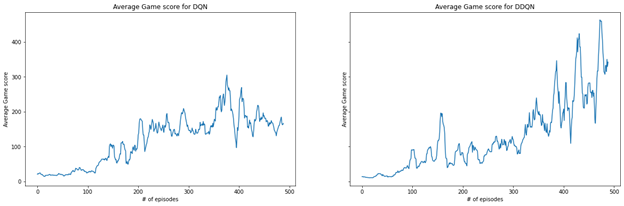 Average Game score for DQN
Average Game score
400
300
200
100
0
0 100 200 300 400 500
# of episodes
Average Game score for DDQN
Average Game score
0 100 200 300 400 500
# of episodes